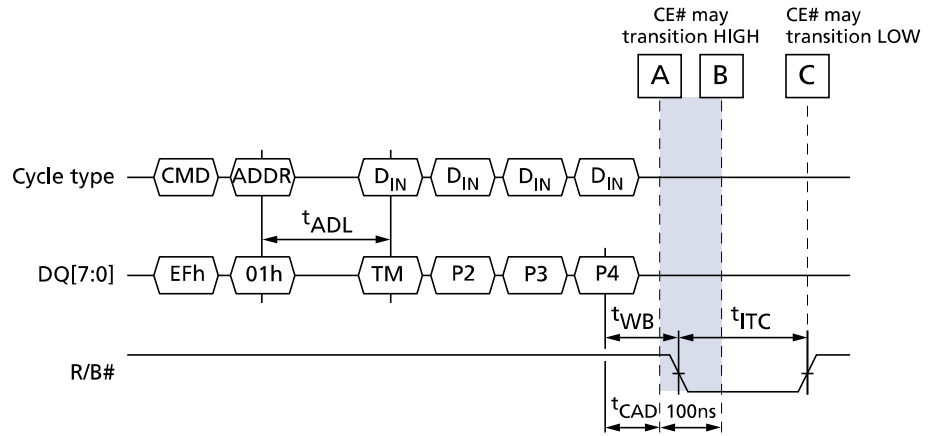 CE# may
transition HIGH
CE# may
transition LOW
A B C
Cycle type CMD ADDR DIN DIN DIN DIN
tADL
DQ[7:0] EFh 01h TM P2 P3 P4
tWB tITC
R/B#
tCAD 100ns